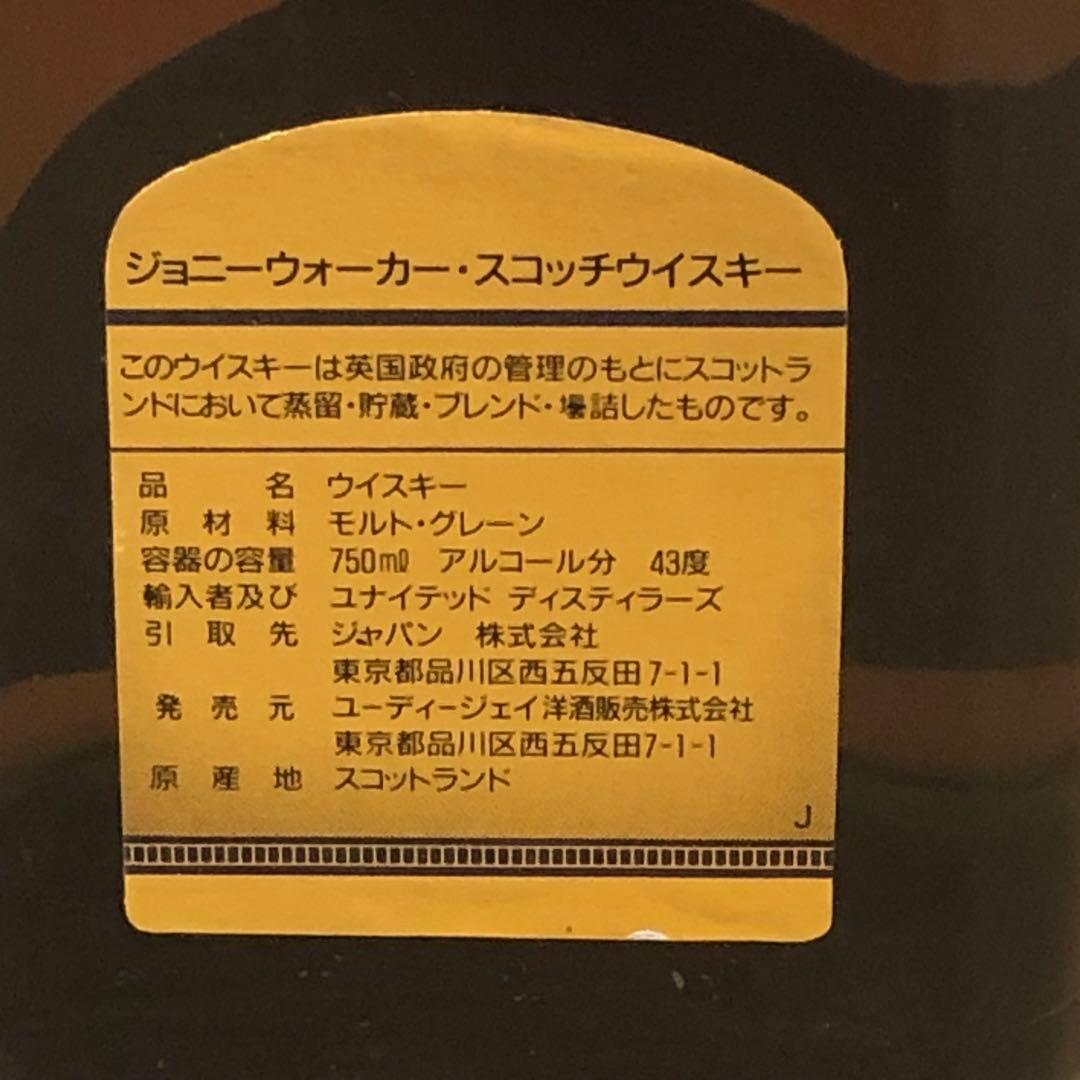 ジョニーウォーカー・スコッチウイスキー
このウイスキーは英国政府の管理のもとにスコットラ
ンドにおいて蒸留・貯蔵・ブレンド・壜詰したものです。
品名 ウイスキー
原材料 モルト・グレーン
容器の容量 750ml アルコール分 43度
輸入者及び ユナイテッド ディスティラーズ
引取先 ジャパン 株式会社
東京都品川区西五反田7-1-1
発売元 ユーディージェイ洋酒販売株式会社
東京都品川区西五反田7-1-1
原産地 スコットランド
J